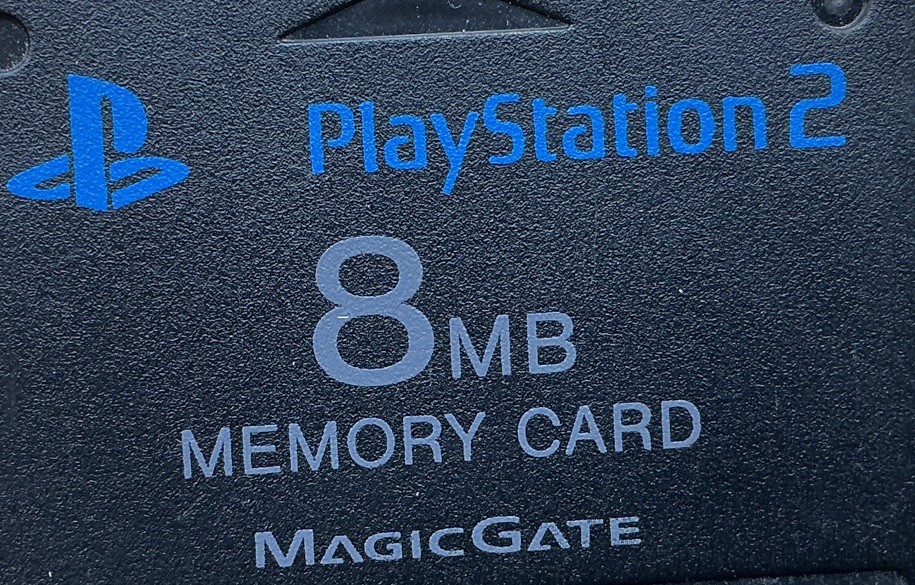 PlayStation 2
8MB
MEMORY CARD
MAGICGATE